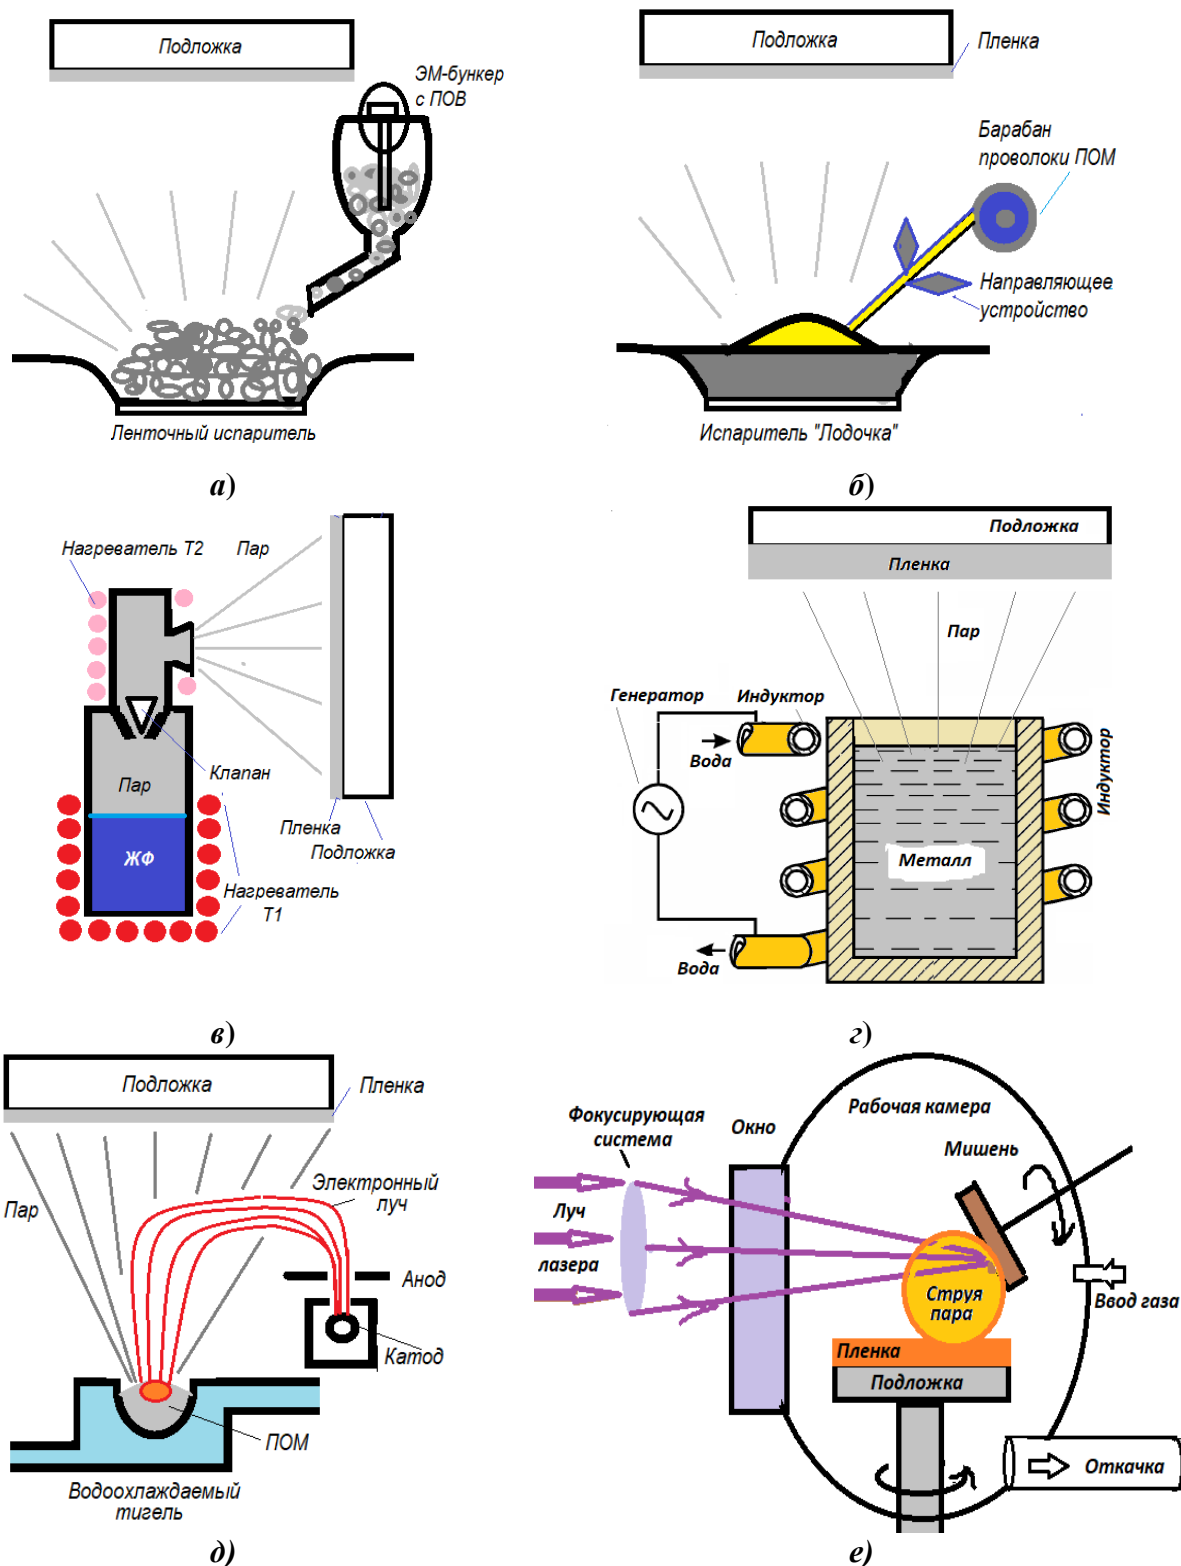 Подложка
ЭМ-бункер
с ПОВ
Ленточный испаритель
а)
Подложка
Пленка
Барабан
проволоки ПОМ
Направляющее
устройство
Испаритель "Лодочка"
б)
Нагреватель Т2
Пар
Клапан
Пар
ЖФ
Пленка
Подложка
Нагреватель
Т1
в)
Подложка
Пленка
Пар
Генератор
Индуктор
Вода
Индуктор
Металл
Вода
г)
Подложка
Пленка
Электронный
луч
Пар
Анод
Катод
ПОМ
Водоохлаждаемый
тигель
д)
Фокусирующая
система
Окно
Рабочая камера
Мишень
Луч
лазера
Струя
пара
Ввод газа
Пленка
Подложка
Откачка
е)